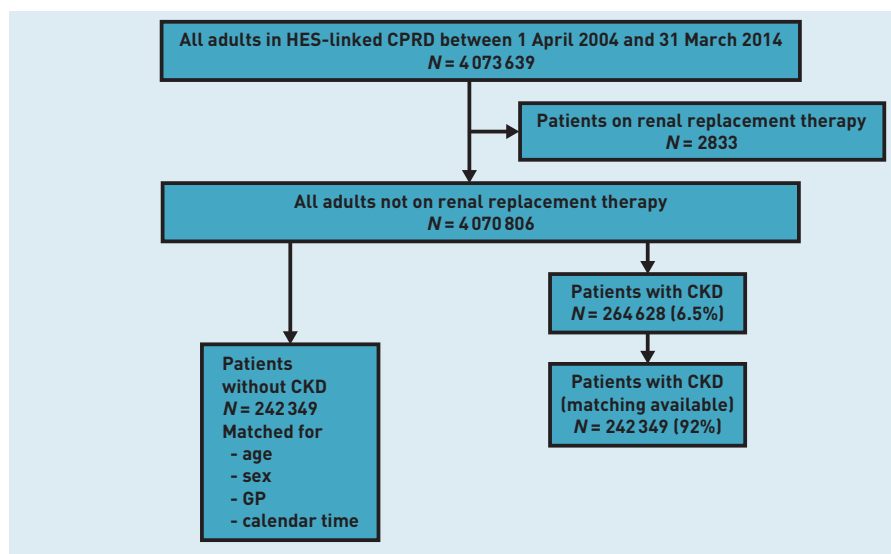 All adults in HES-linked CPRD between 1 April 2004 and 31 March 2014
N = 4 073 639
Patients on renal replacement therapy
N = 2833
All adults not on renal replacement therapy
N = 4 070 806
Patients with CKD
N = 264 628 (6.5%)
Patients
without CKD
N = 242 349
Matched for
- age
- sex
- GP
- calendar time
Patients with CKD
(matching available)
N = 242 349 (92%)